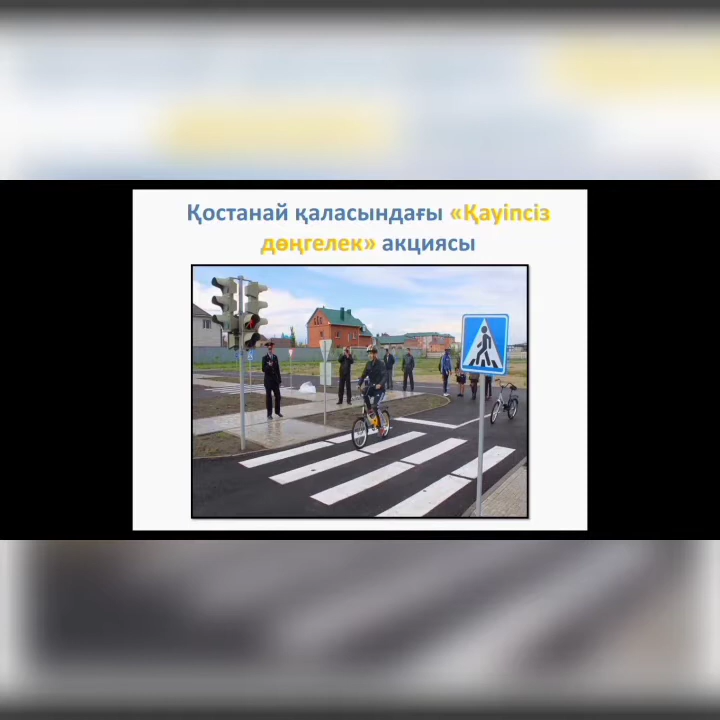 Қостанай қаласындағы «Қауіпсіз
дөңгелек» акциясы